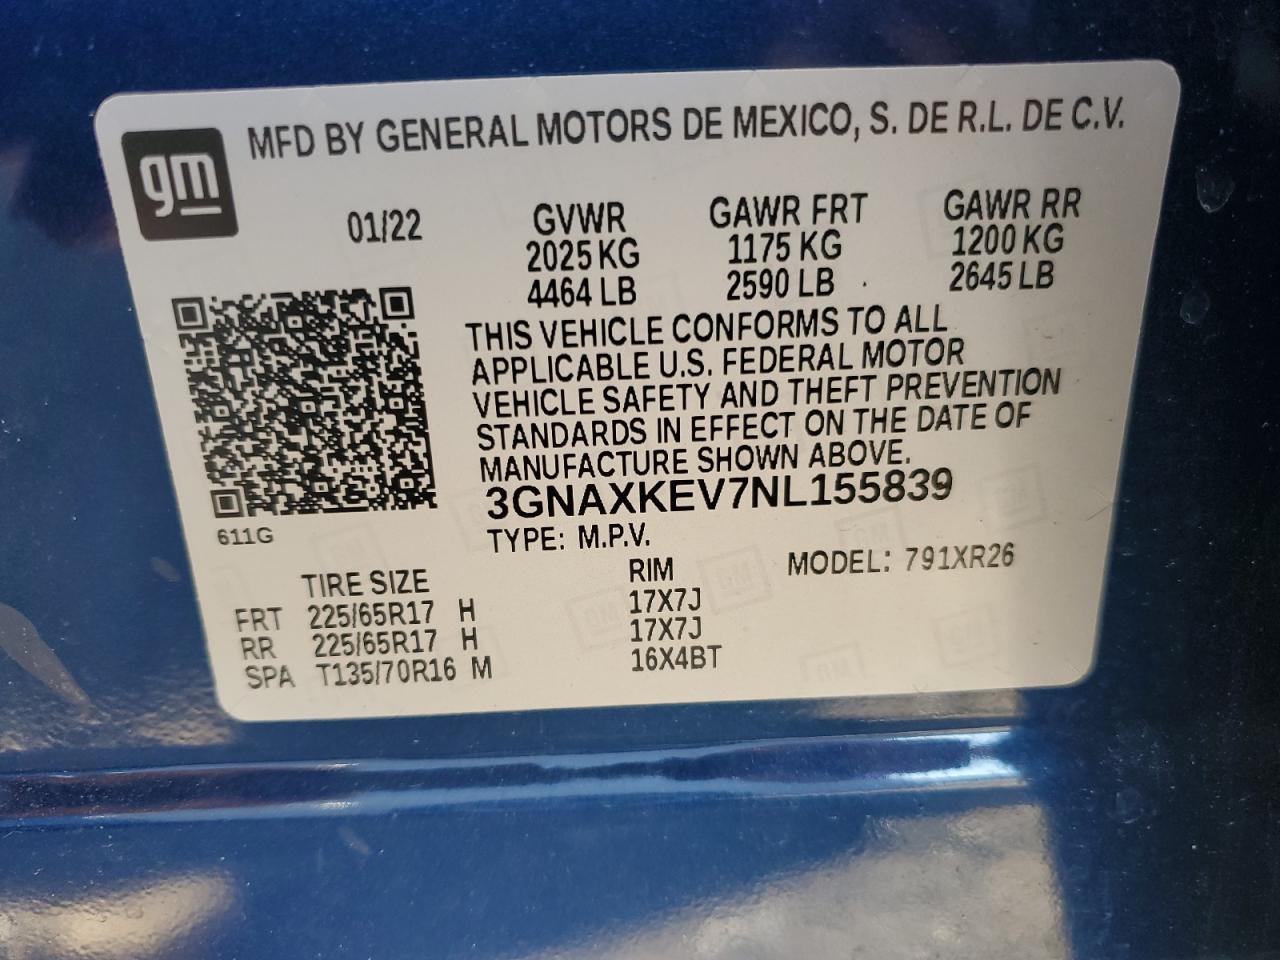 gm
MFD BY GENERAL MOTORS DE MEXICO, S. DE R.L. DE C.V.
01/22 GVWR GAWR FRT GAWR RR
2025 KG 1175 KG 1200 KG
4464 LB 2590 LB 2645 LB
THIS VEHICLE CONFORMS TO ALL
APPLICABLE U.S. FEDERAL MOTOR
VEHICLE SAFETY AND THEFT PREVENTION
STANDARDS IN EFFECT ON THE DATE OF
MANUFACTURE SHOWN ABOVE.
3GNAXKEV7NL155839
611G
TYPE: M.P.V.
TIRE SIZE RIM MODEL: 791XR26
FRT 225/65R17 H 17X7J
RR 225/65R17 H 17X7J
SPA T135/70R16 M 16X4BT